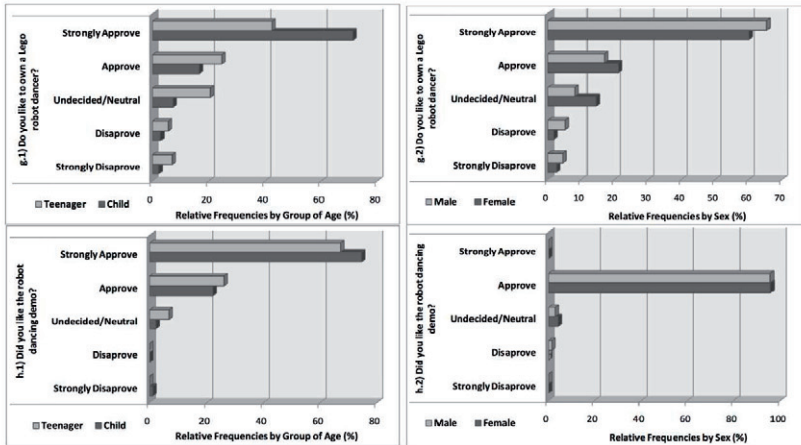 g.1) Do you like to own a Lego
robot dancer?
Strongly Approve
Approve
Undecided/Neutral
Disaprove
Strongly Disaprove
Teenager Child
0 20 40 60 80
Relative Frequencies by Group of Age (%)
g.2) Do you like to own a Lego
robot dancer?
Strongly Approve
Approve
Undecided/Neutral
Disaprove
Strongly Disaprove
Male Female
0 10 20 30 40 50 60 70
Relative Frequencies by Sex (%)
h.1) Did you like the robot
dancing demo?
Strongly Approve
Approve
Undecided/Neutral
Disaprove
Strongly Disaprove
Teenager Child
0 20 40 60 80
Relative Frequencies by Group of Age (%)
h.2) Did you like the robot dancing
demo?
Strongly Approve
Approve
Undecided/Neutral
Disaprove
Strongly Disaprove
Male Female
0 20 40 60 80 100
Relative Frequencies by Sex (%)